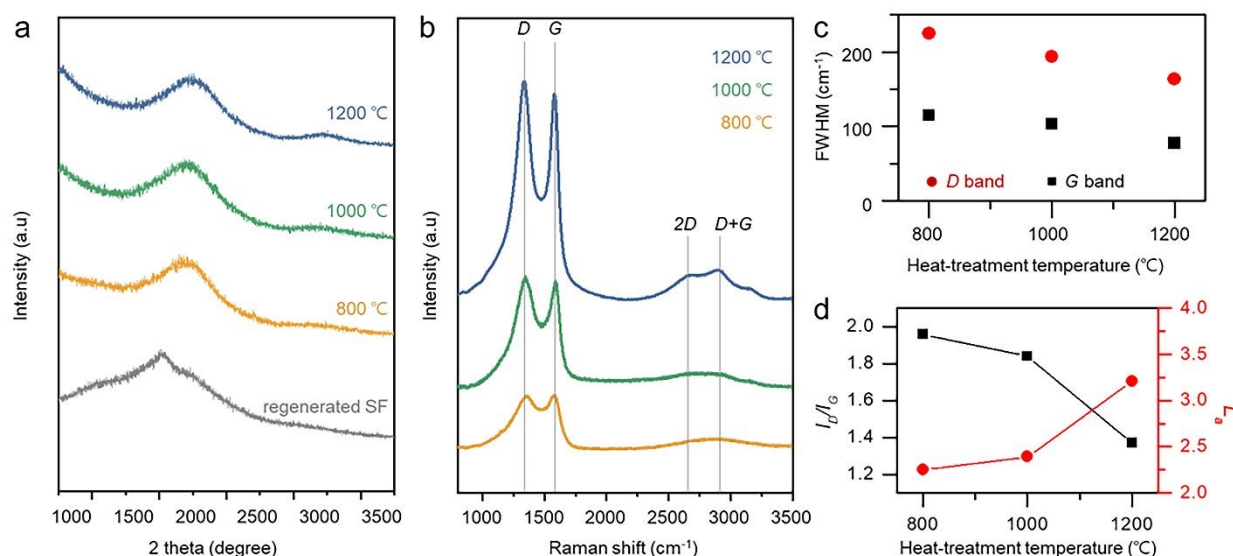 a
1200 ℃
1000 ℃
800 ℃
regenerated SF
Intensity (a.u)
1000 1500 2000 2500 3000 3500
2 theta (degree)
b
D G
1200 ℃
1000 ℃
800 ℃
2D D+G
Intensity (a.u)
1000 1500 2000 2500 3000 3500
Raman shift (cm⁻¹)
c
200
100
0
FWHM (cm⁻¹)
D band G band
800 1000 1200
Heat-treatment temperature (℃)
d
2.0
1.8
1.6
1.4
1.2
I_D/I_G
4.0
3.5
3.0
2.5
2.0
L_a
800 1000 1200
Heat-treatment temperature (℃)